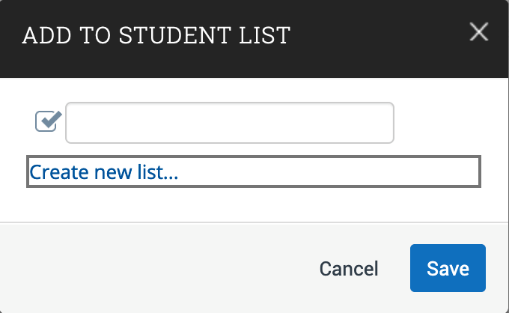 ADD TO STUDENT LIST
Create new list...
Cancel
Save